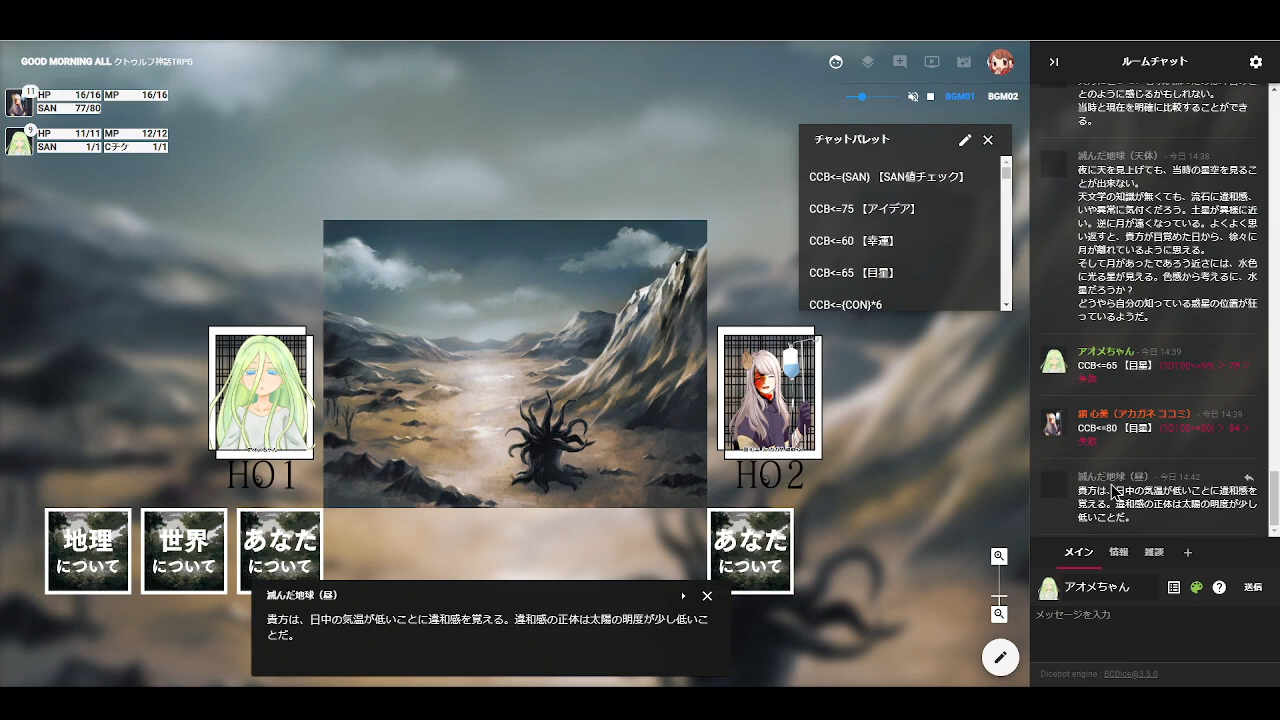 GOOD MORNING ALL クトゥルフ神話TRPG
11
HP 16/16 MP 16/16
SAN 77/80
9
HP 11/11 MP 12/12
SAN 1/1 Cチケ 1/1
BGM01 BGM02
チャットパレット
CCB<={SAN} 【SAN値チェック】
CCB<=75 【アイデア】
CCB<=60 【幸運】
CCB<=65 【目星】
CCB<={CON}*6
HO1
HO2
地理
について
世界
について
あなた
について
あなた
について
滅んだ地球（昼）
貴方は、日中の気温が低いことに違和感を覚える。違和感の正体は太陽の明度が少し低いこ
とだ。
ルームチャット
とのように感じるかもしれない。
当時と現在を明確に比較することができ
る。
滅んだ地球（天体） - 今日 14:38
夜に天を見上げても、当時の星空を見るこ
とが出来ない。
天文学の知識が無くても、流石に違和感、
いや異常に気付くだろう。土星が異様に近
い。逆に月が遠くなっている。よくよく思
い返すと、貴方が目覚めた日から、徐々に
月が離れているように思える。
そして月があったであろう近さには、水色
に光る星が見える。色感から考えるに、水
星だろうか？
どうやら自分の知っている惑星の位置が狂
っているようだ。
アオメちゃん - 今日 14:39
CCB<=65 【目星】
失敗
銅 心美（アカガネ ココミ） - 今日 14:39
CCB<=80 【目星】
失敗
滅んだ地球（昼） - 今日 14:42
貴方は、日中の気温が低いことに違和感を
覚える。違和感の正体は太陽の明度が少し
低いことだ。
メイン 情報 雑談 +
アオメちゃん
送信
メッセージを入力
Dicebot engine : BCDice@3.5.0